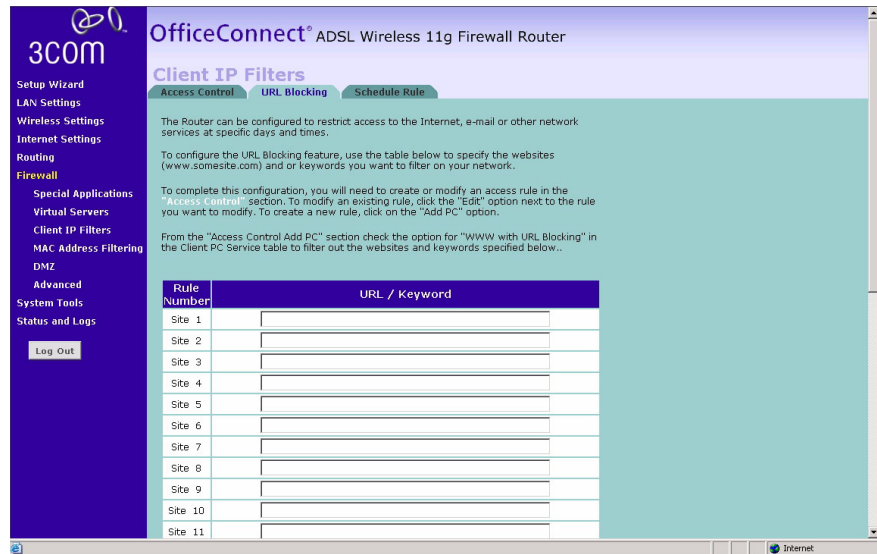 3COM
OfficeConnect® ADSL Wireless 11g Firewall Router
Client IP Filters
Access Control
URL Blocking
Schedule Rule
Setup Wizard
LAN Settings
Wireless Settings
Internet Settings
Routing
Firewall
Special Applications
Virtual Servers
Client IP Filters
MAC Address Filtering
DMZ
Advanced
System Tools
Status and Logs
Log Out
The Router can be configured to restrict access to the Internet, e-mail or other network
services at specific days and times.
To configure the URL Blocking feature, use the table below to specify the websites
(www.somesite.com) and or keywords you want to filter on your network.
To complete this configuration, you will need to create or modify an access rule in the
"Access Control" section. To modify an existing rule, click the "Edit" option next to the rule
you want to modify. To create a new rule, click on the "Add PC" option.
From the "Access Control Add PC" section check the option for "WWW with URL Blocking" in
the Client PC Service table to filter out the websites and keywords specified below..
Rule
Number
URL / Keyword
Site 1
Site 2
Site 3
Site 4
Site 5
Site 6
Site 7
Site 8
Site 9
Site 10
Site 11
Internet